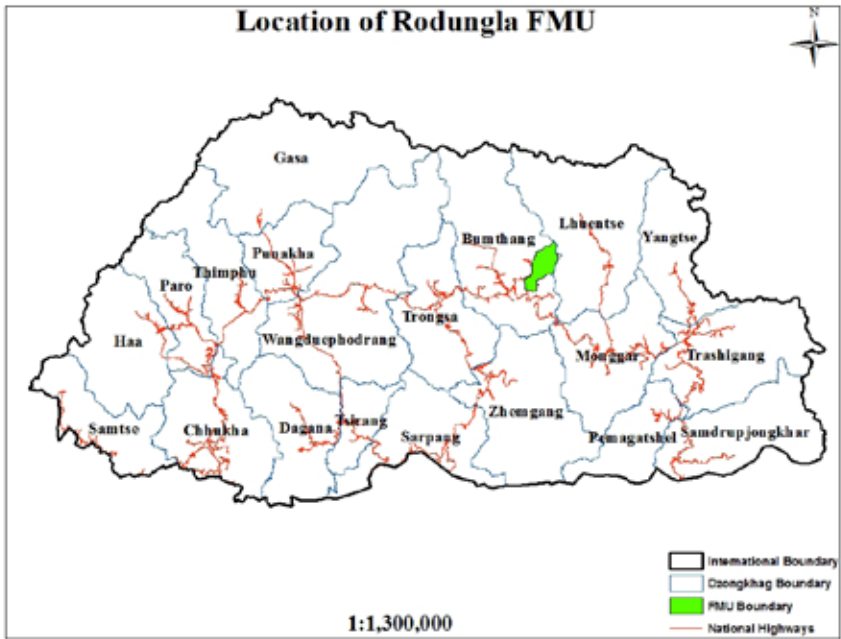 Location of Rodungla FMU
N
Gasa
Lhuentse
Bumthang
Yangtse
Punakha
Thimphu
Paro
Trongsa
Haa
Wangduephodrang
Monggar
Trashigang
Zhemgang
Samtse
Chhukha
Dagana
Tsirang
Sarpang
Pemagatshel
Samdrupjongkhar
International Boundary
Dzongkhag Boundary
FMU Boundary
National Highways
1:1,300,000